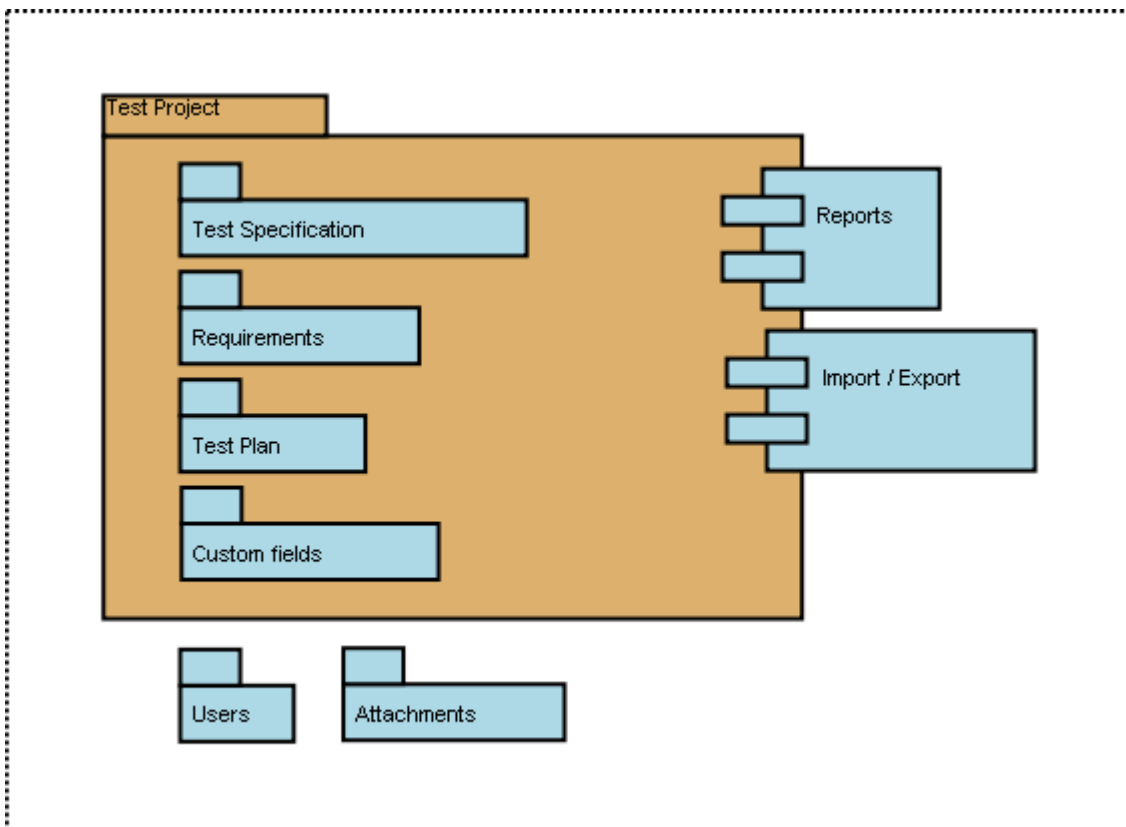 Test Project
Test Specification
Reports
Requirements
Import / Export
Test Plan
Custom fields
Users
Attachments